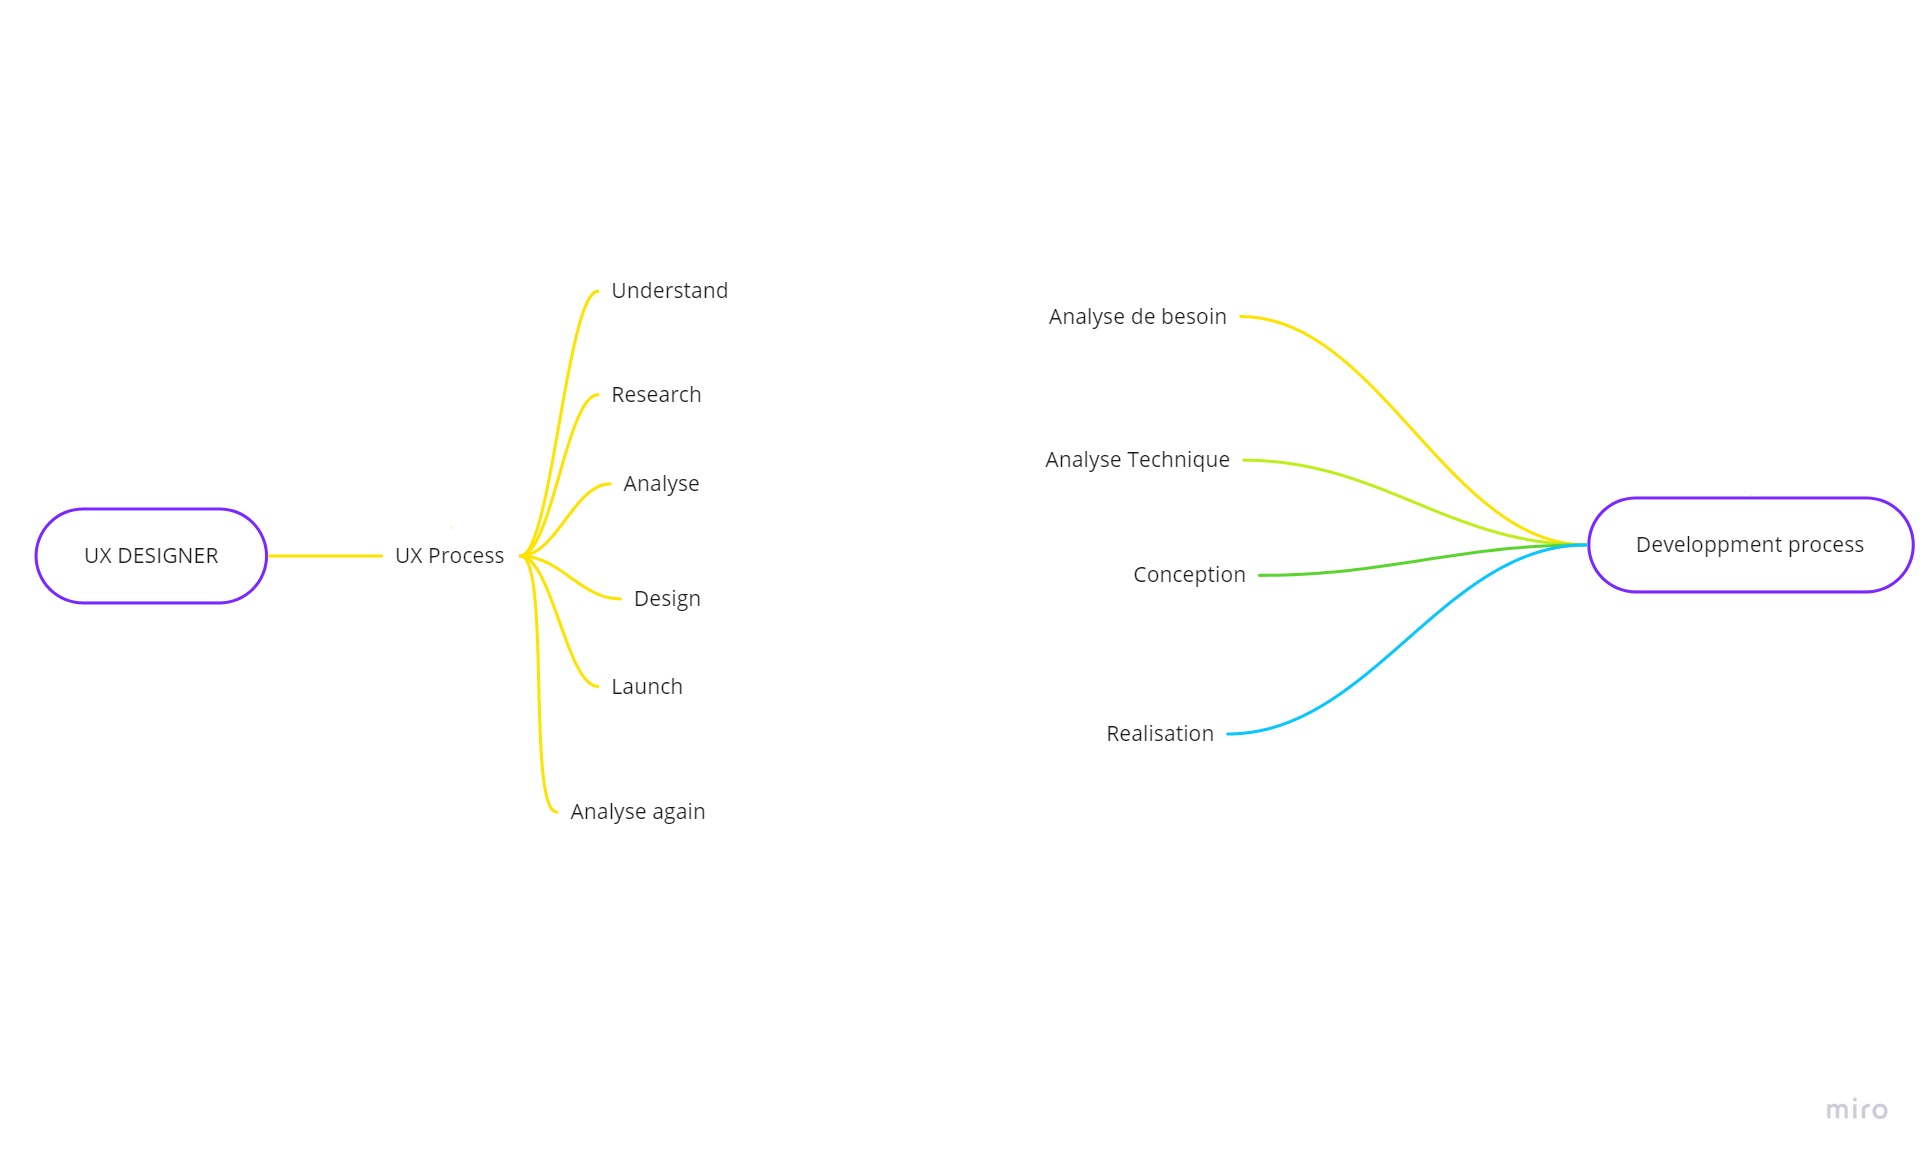 UX DESIGNER
UX Process
Understand
Research
Analyse
Design
Launch
Analyse again
Analyse de besoin
Analyse Technique
Conception
Realisation
Developpment process
miro